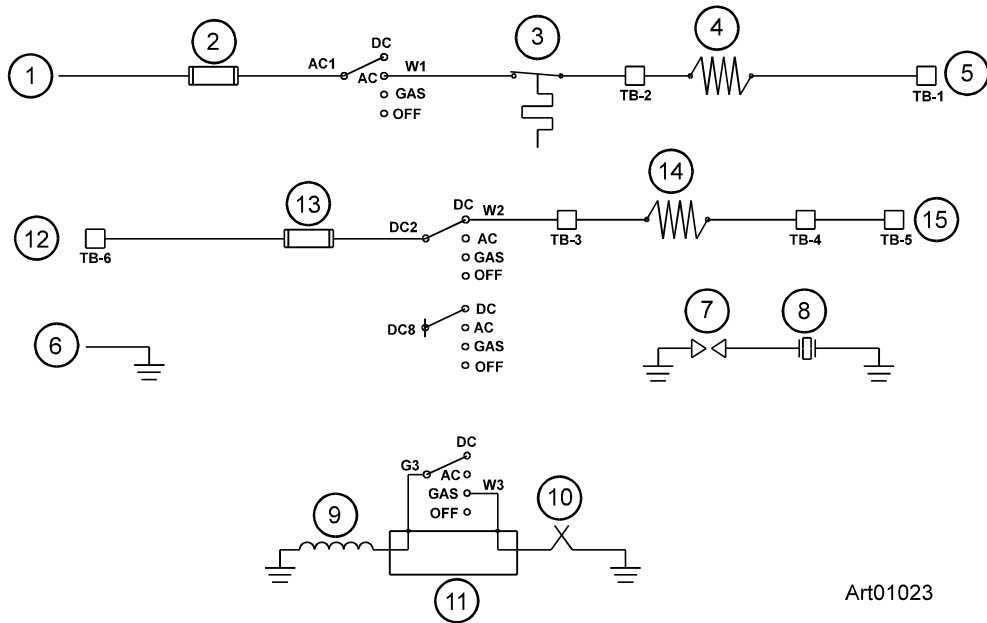 1
2
3
4
5
AC1
DC
AC
GAS
OFF
W1
TB-2
TB-1
12
13
14
15
TB-6
DC2
DC
AC
GAS
OFF
W2
TB-3
TB-4
TB-5
6
DC8
DC
AC
GAS
OFF
7
8
9
G3
DC
AC
GAS
OFF
W3
10
11
Art01023